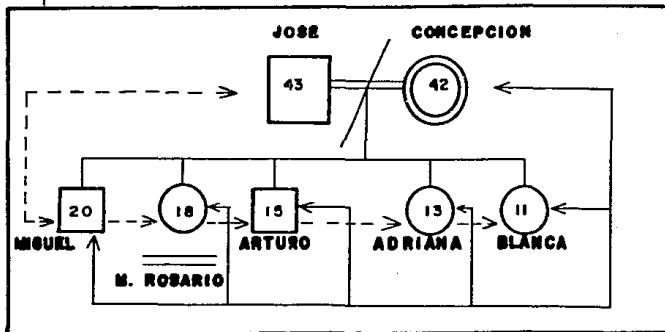 JOSE CONCEPCION
43 42
20 18 15 13 11
MIGUEL ARTURO ADRIANA BLANCA
M. ROSARIO